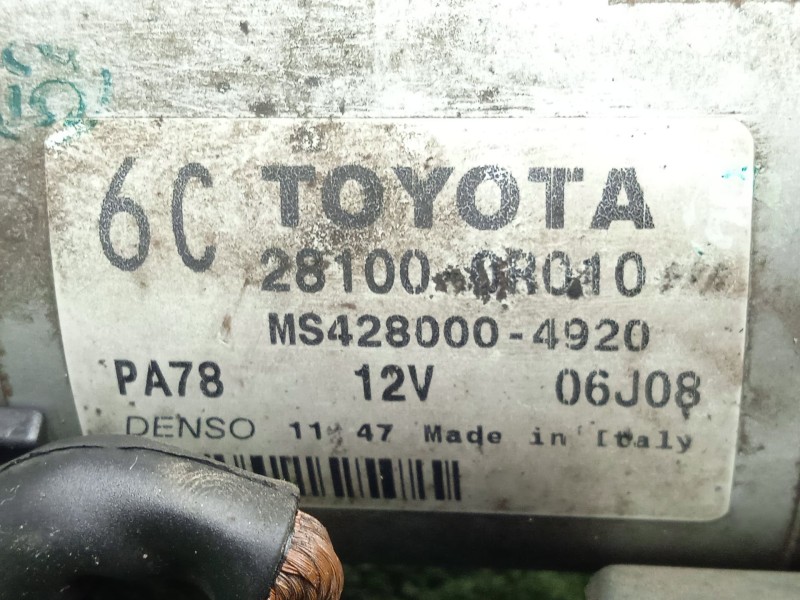 6C TOYOTA
28100-0R010
MS428000-4920
PA78 12V 06J08
DENSO 11 47 Made in Italy